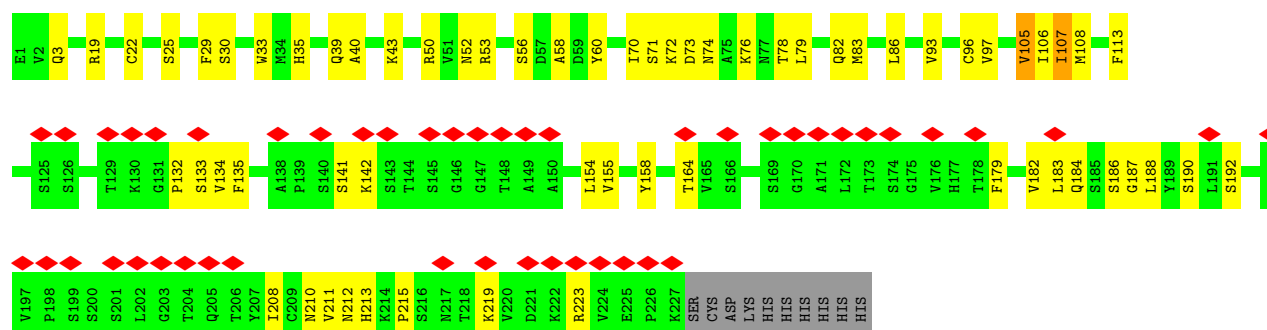 E1 V2 Q3 R19 C22 S25 F29 S30 W33 M34 H35 Q39 A40 K43 R50 V51 N52 R53 S56 D57 A58 D59 Y60 I70 S71 K72 D73 N74 A75 K76 N77 T78 L79 Q82 M83 L86 V93 C96 V97 V105 I106 I107 M108 F113
S125 S126 T129 K130 G131 P132 S133 V134 F135 A138 P139 S140 S141 K142 S143 T144 S145 G146 G147 T148 A149 A150 L154 V155 Y158 T164 V165 S166 S169 G170 A171 L172 T173 S174 G175 V176 H177 T178 F179 V182 L183 Q184 S185 S186 G187 L188 Y189 S190 L191 S192
V197 P198 S199 S200 S201 L202 G203 T204 Q205 T206 Y207 I208 C209 N210 V211 N212 H213 K214 P215 S216 N217 T218 K219 V220 D221 K222 R223 V224 E225 P226 K227 SER CYS ASP LYS HIS HIS HIS HIS HIS HIS